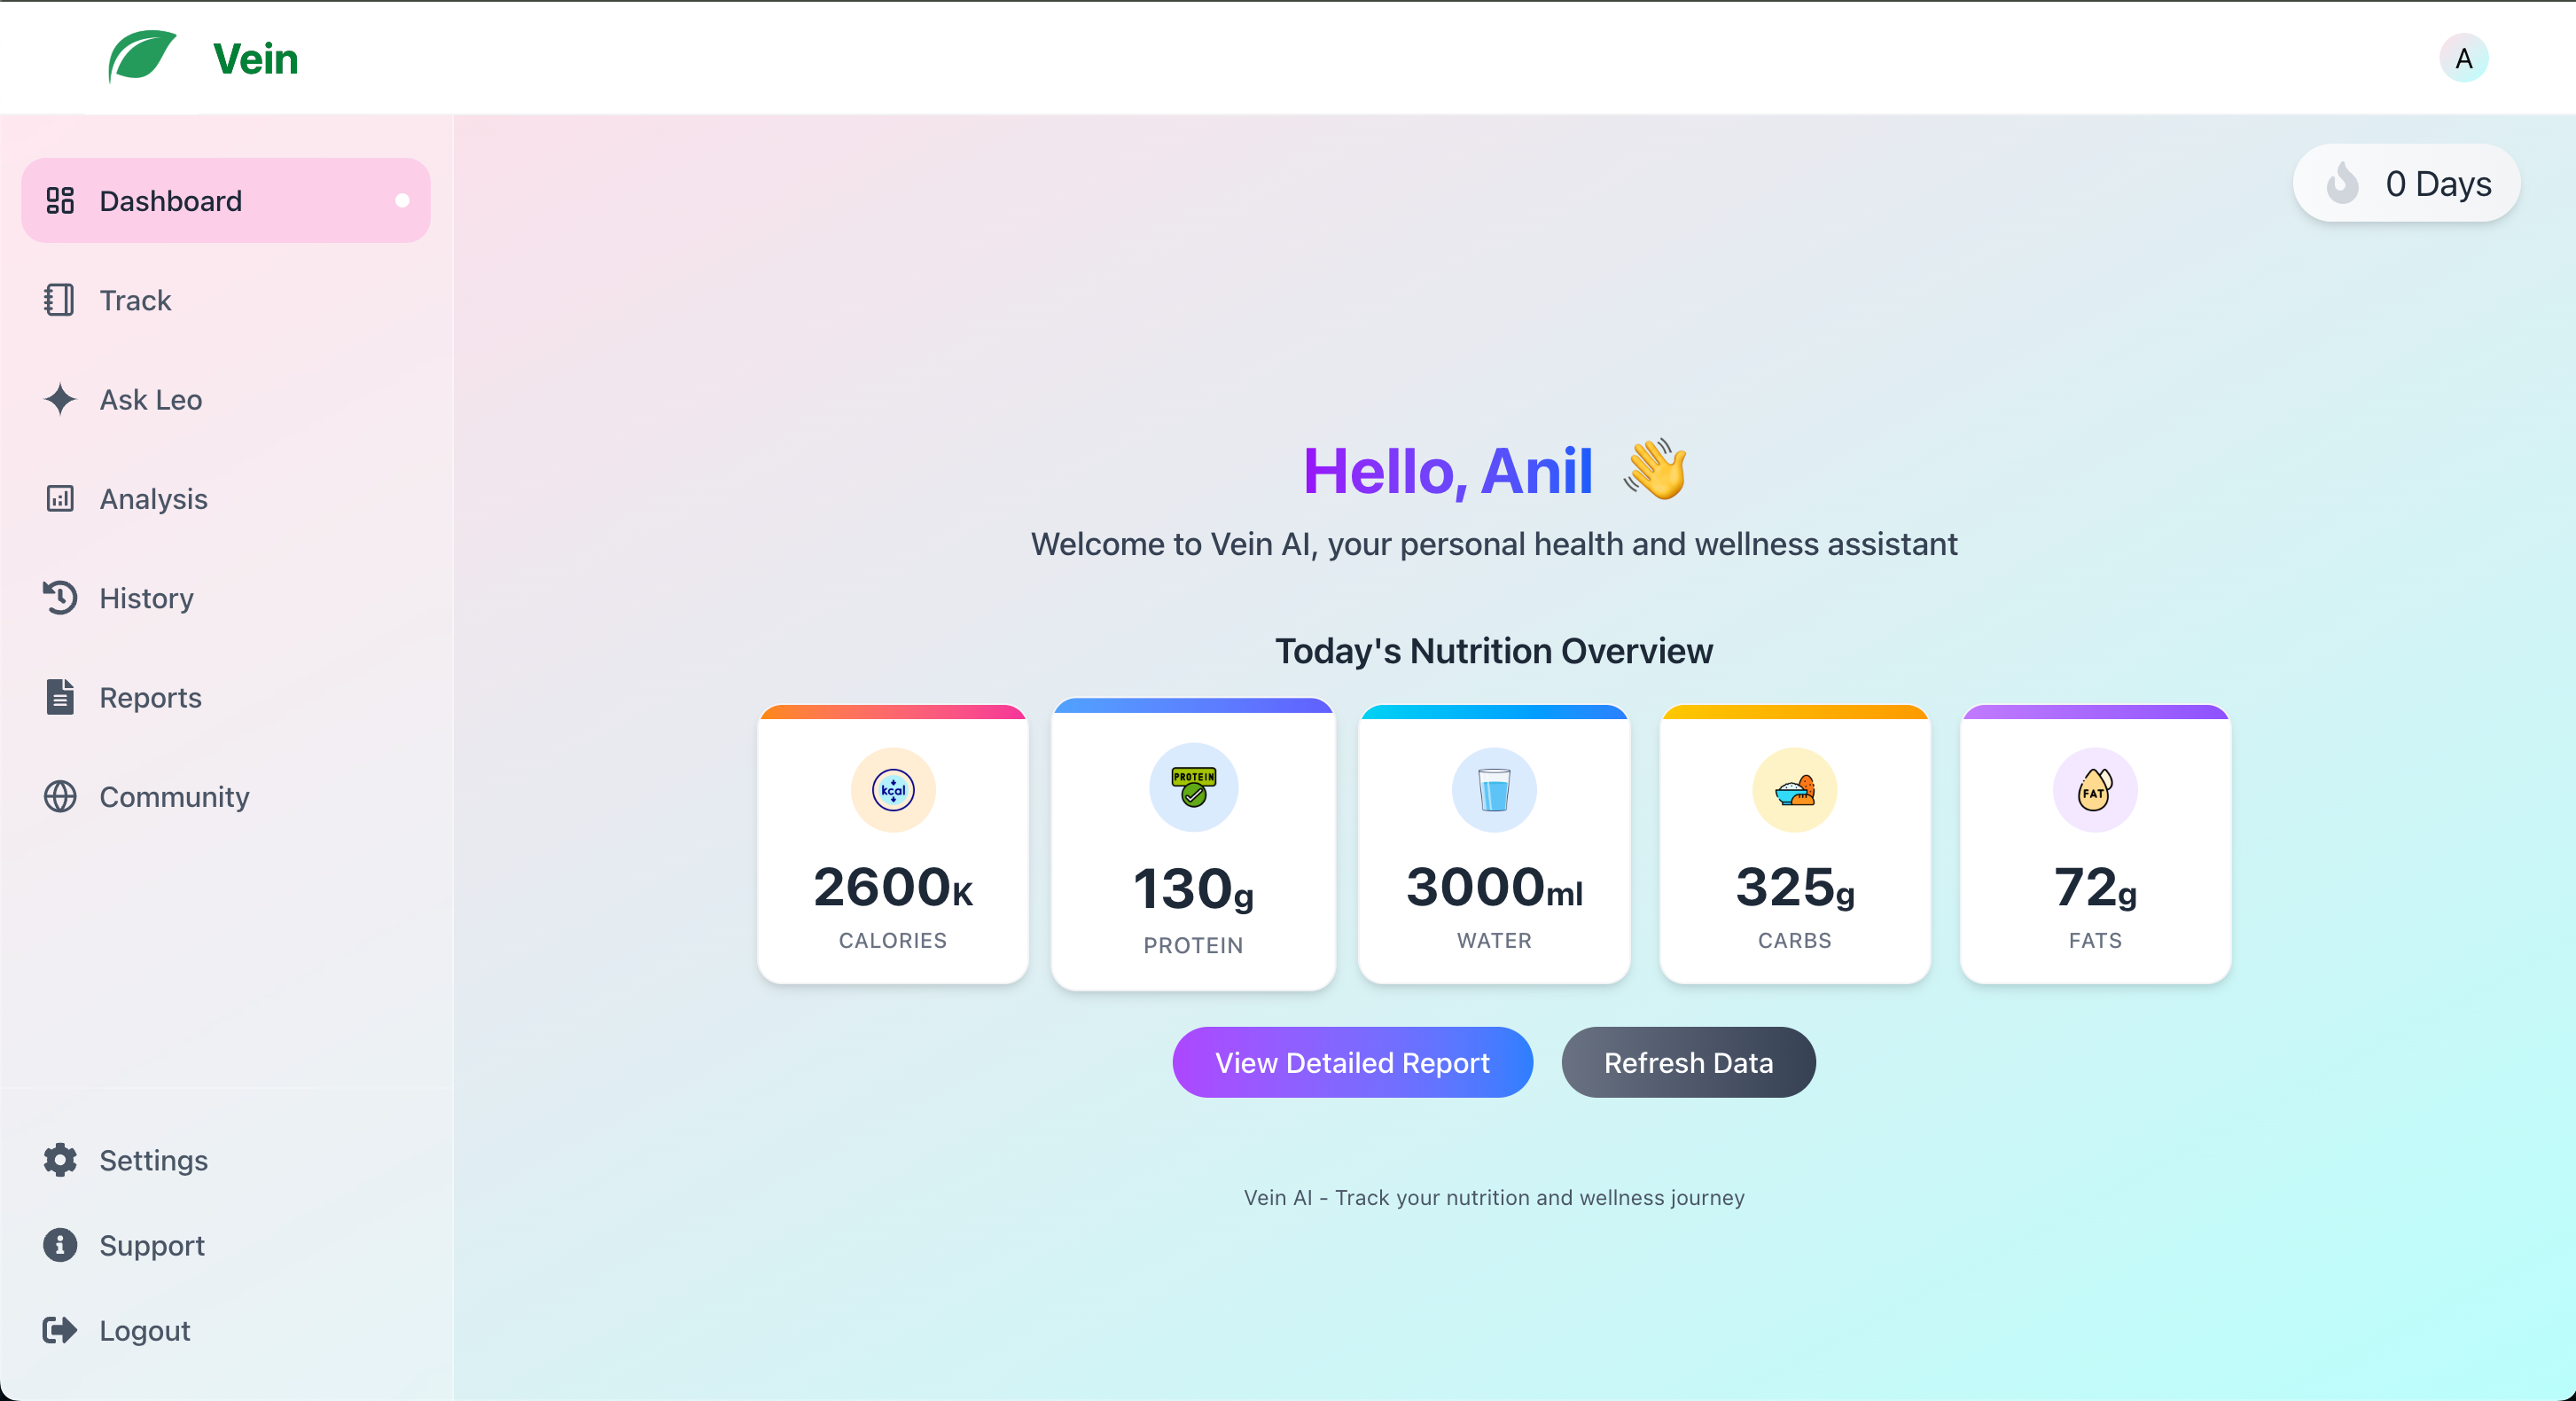 Vein
A
Dashboard
Track
Ask Leo
Analysis
History
Reports
Community
Settings
Support
Logout
0 Days
Hello, Anil 👋
Welcome to Vein AI, your personal health and wellness assistant
Today's Nutrition Overview
kcal
2600K
CALORIES
PROTEIN
130g
PROTEIN
3000ml
WATER
325g
CARBS
FAT
72g
FATS
View Detailed Report
Refresh Data
Vein AI - Track your nutrition and wellness journey